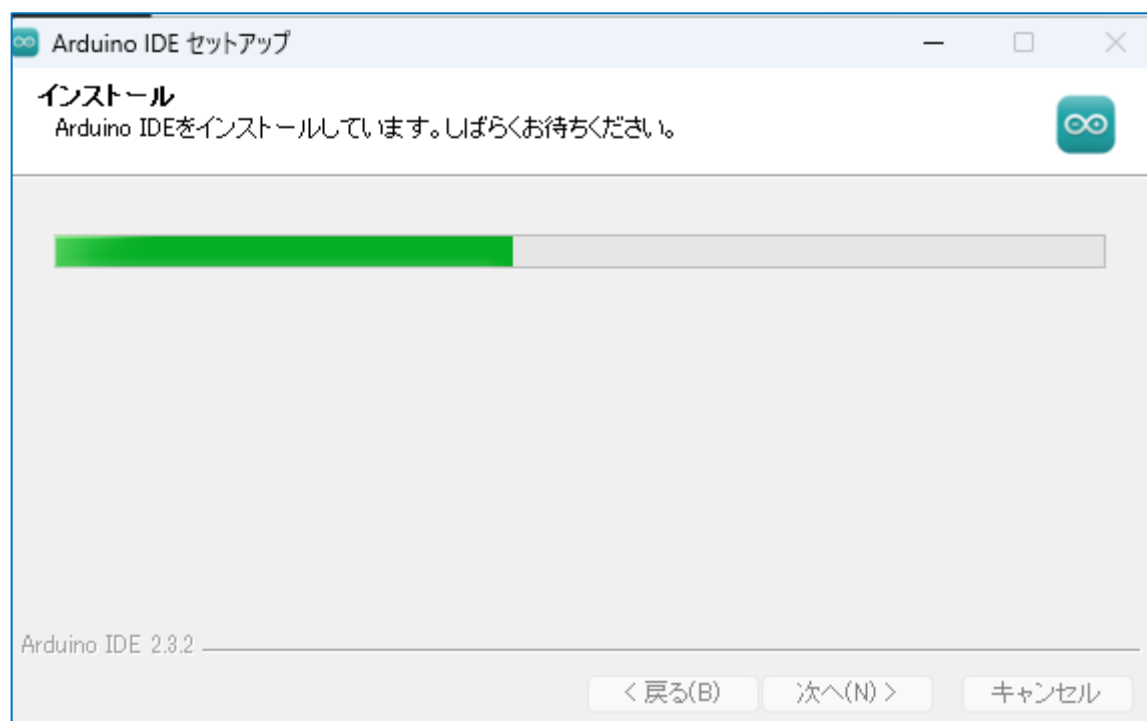 Arduino IDE セットアップ
インストール
Arduino IDEをインストールしています。しばらくお待ちください。
Arduino IDE 2.3.2
< 戻る(B)
次へ(N) >
キャンセル